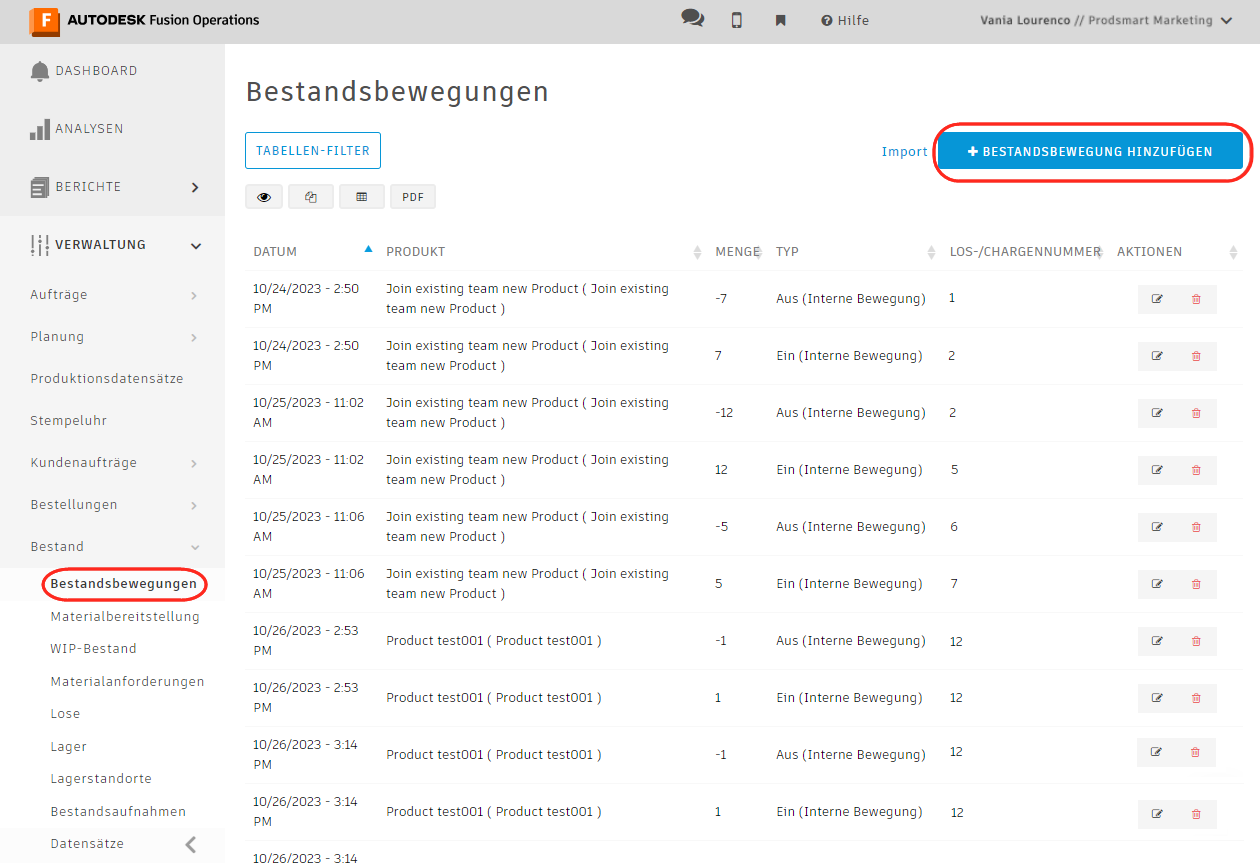 F AUTODESK Fusion Operations
Hilfe
Vania Lourenco // Prodsmart Marketing
DASHBOARD
ANALYSEN
BERICHTE
VERWALTUNG
Aufträge
Planung
Produktionsdatensätze
Stempeluhr
Kundenaufträge
Bestellungen
Bestand
Bestandsbewegungen
Materialbereitstellung
WIP-Bestand
Materialanforderungen
Lose
Lager
Lagerstandorte
Bestandsaufnahmen
Datensätze
Bestandsbewegungen
TABELLEN-FILTER
Import
BESTANDSBEWEGUNG HINZUFÜGEN
PDF
DATUM PRODUKT MENGE TYP LOS-/CHARGENNUMMER AKTIONEN
10/24/2023 - 2:50 Join existing team new Product ( Join existing
PM team new Product )
-7 Aus (Interne Bewegung) 1
10/24/2023 - 2:50 Join existing team new Product ( Join existing
PM team new Product )
7 Ein (Interne Bewegung) 2
10/25/2023 - 11:02 Join existing team new Product ( Join existing
AM team new Product )
-12 Aus (Interne Bewegung) 2
10/25/2023 - 11:02 Join existing team new Product ( Join existing
AM team new Product )
12 Ein (Interne Bewegung) 5
10/25/2023 - 11:06 Join existing team new Product ( Join existing
AM team new Product )
-5 Aus (Interne Bewegung) 6
10/25/2023 - 11:06 Join existing team new Product ( Join existing
AM team new Product )
5 Ein (Interne Bewegung) 7
10/26/2023 - 2:53
PM
Product test001 ( Product test001 ) -1 Aus (Interne Bewegung) 12
10/26/2023 - 2:53
PM
Product test001 ( Product test001 ) 1 Ein (Interne Bewegung) 12
10/26/2023 - 3:14
PM
Product test001 ( Product test001 ) -1 Aus (Interne Bewegung) 12
10/26/2023 - 3:14
PM
Product test001 ( Product test001 ) 1 Ein (Interne Bewegung) 12
10/26/2023 - 3:14